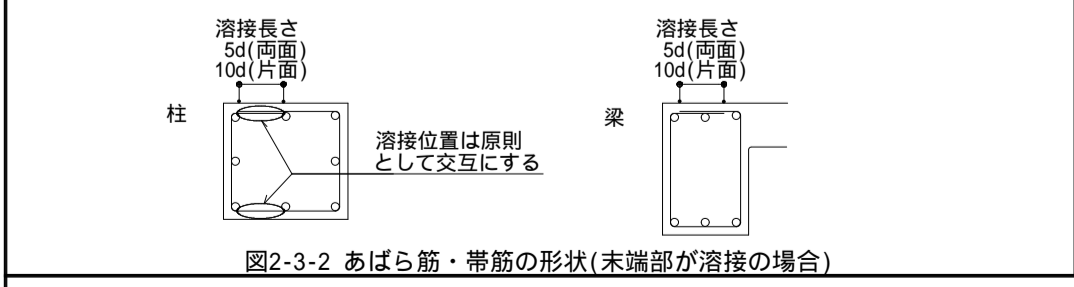 溶接長さ
5d(両面)
10d(片面)
柱
溶接位置は原則
として交互にする
溶接長さ
5d(両面)
10d(片面)
梁
図2-3-2 あばら筋・帯筋の形状(末端部が溶接の場合)